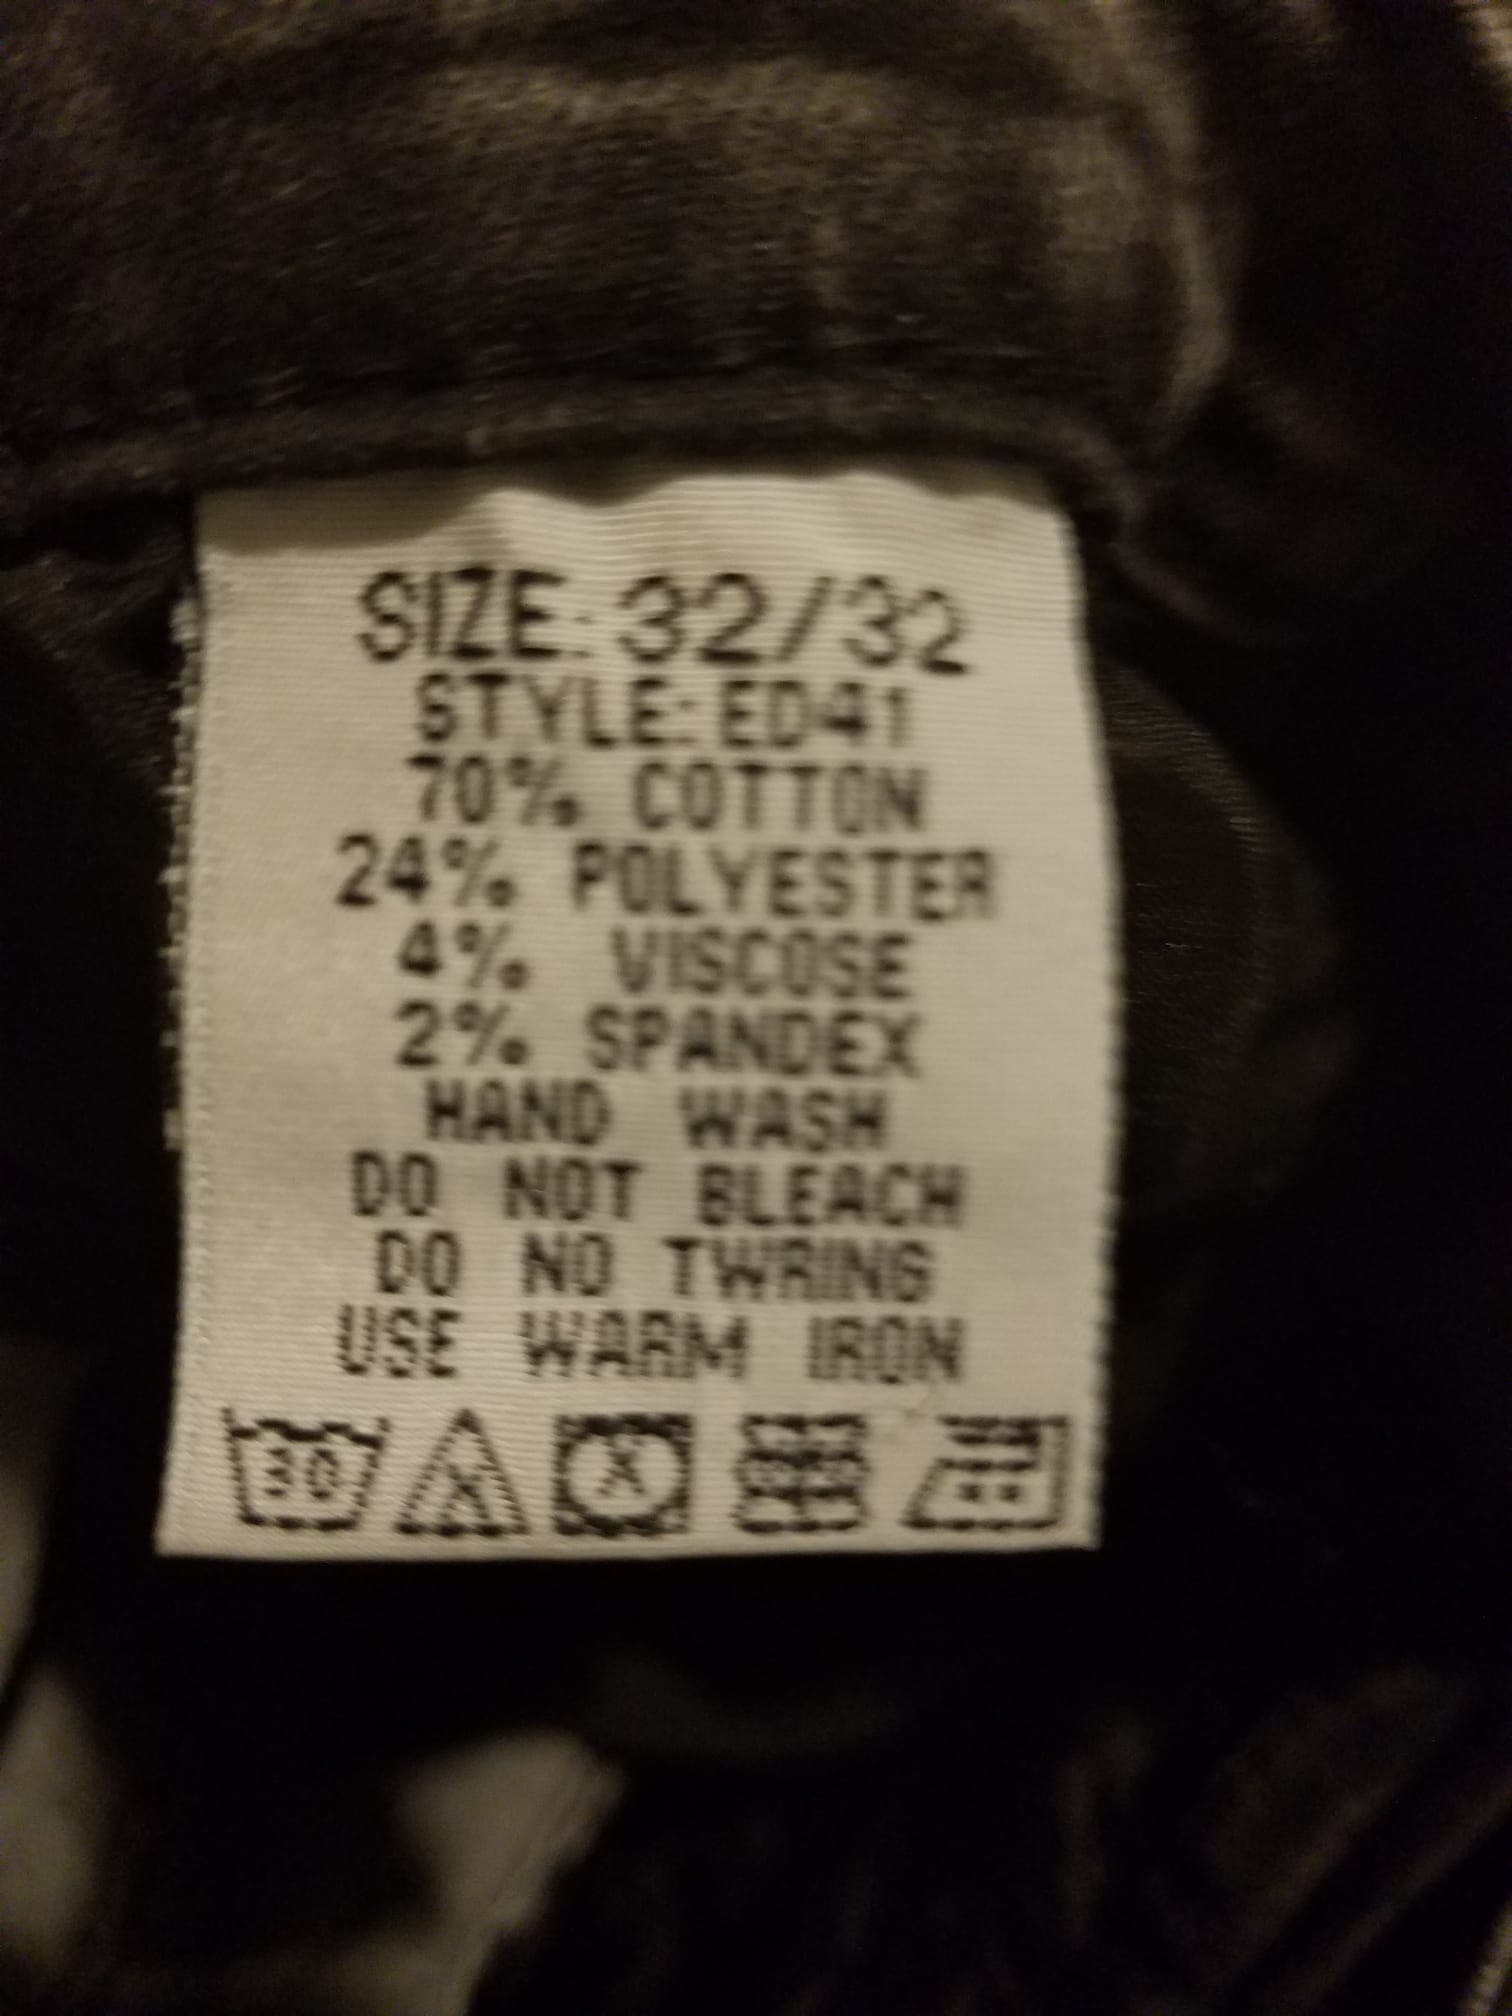 SIZE: 32/32
STYLE: ED41
70% COTTON
24% POLYESTER
4% VISCOSE
2% SPANDEX
HAND WASH
DO NOT BLEACH
DO NO TWRING
USE WARM IRON
30